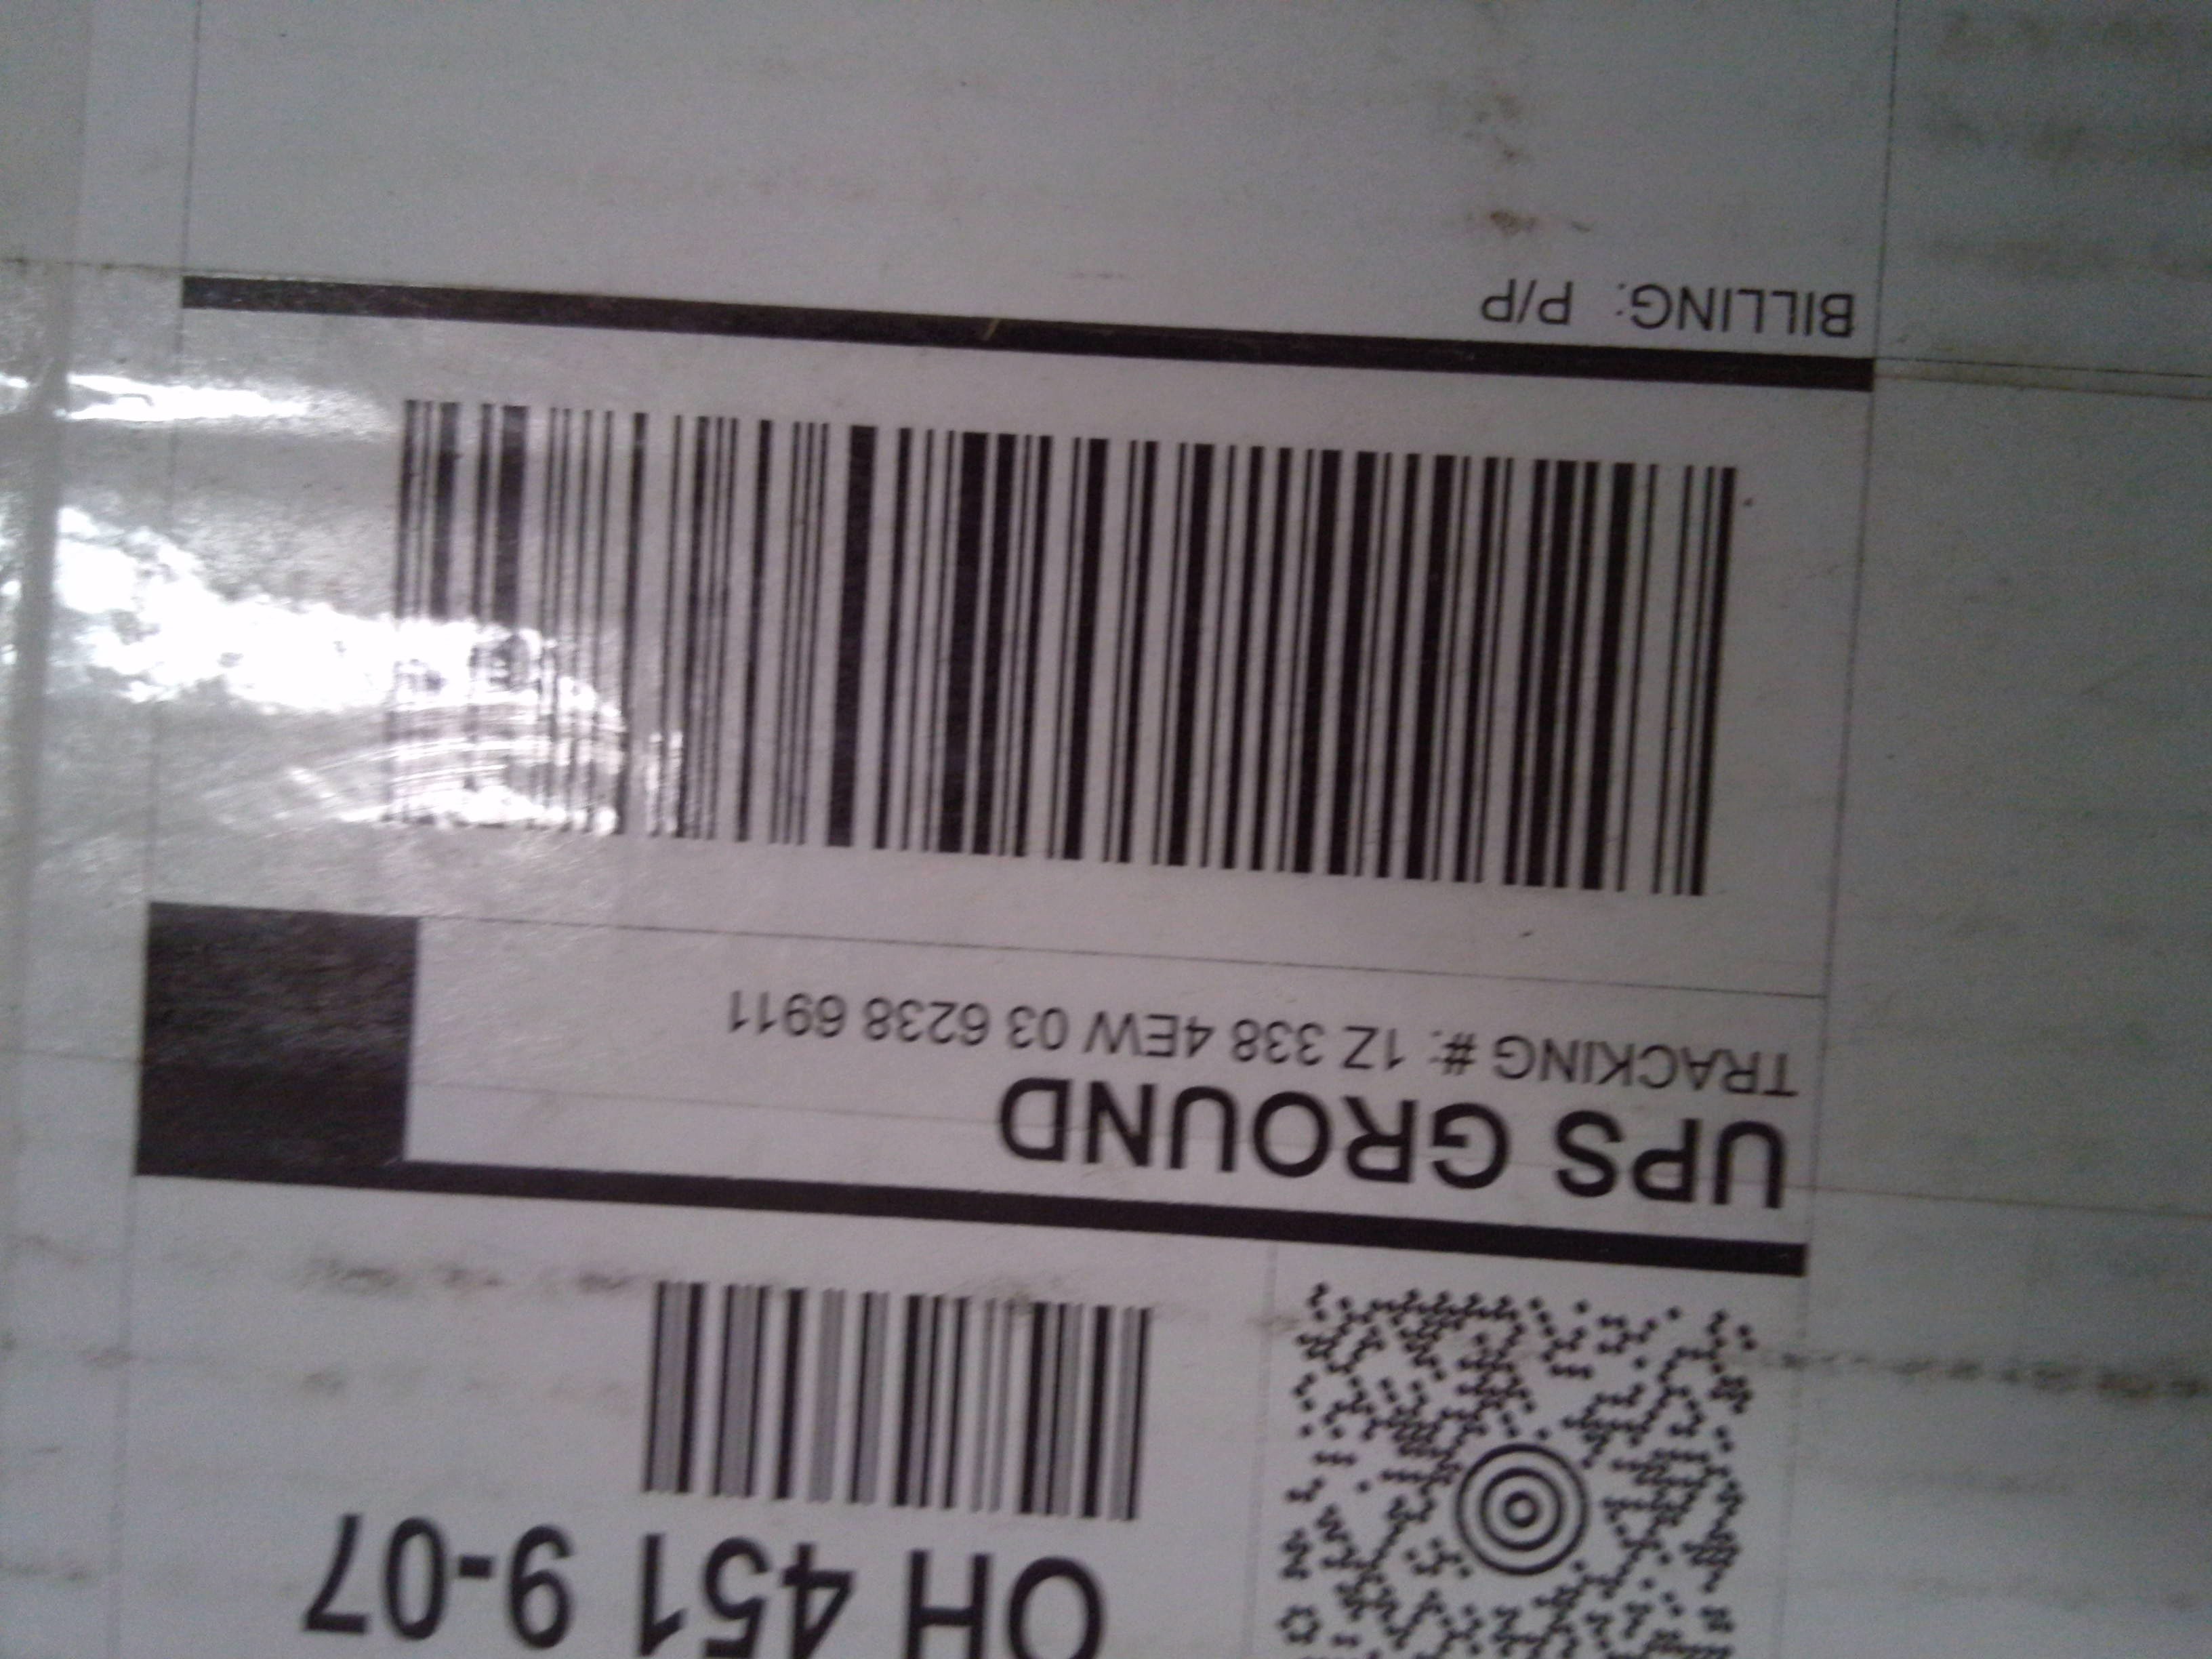 OH 451 9-07
UPS GROUND
TRACKING #: 1Z 338 4EW 03 6238 6911
BILLING: P/P